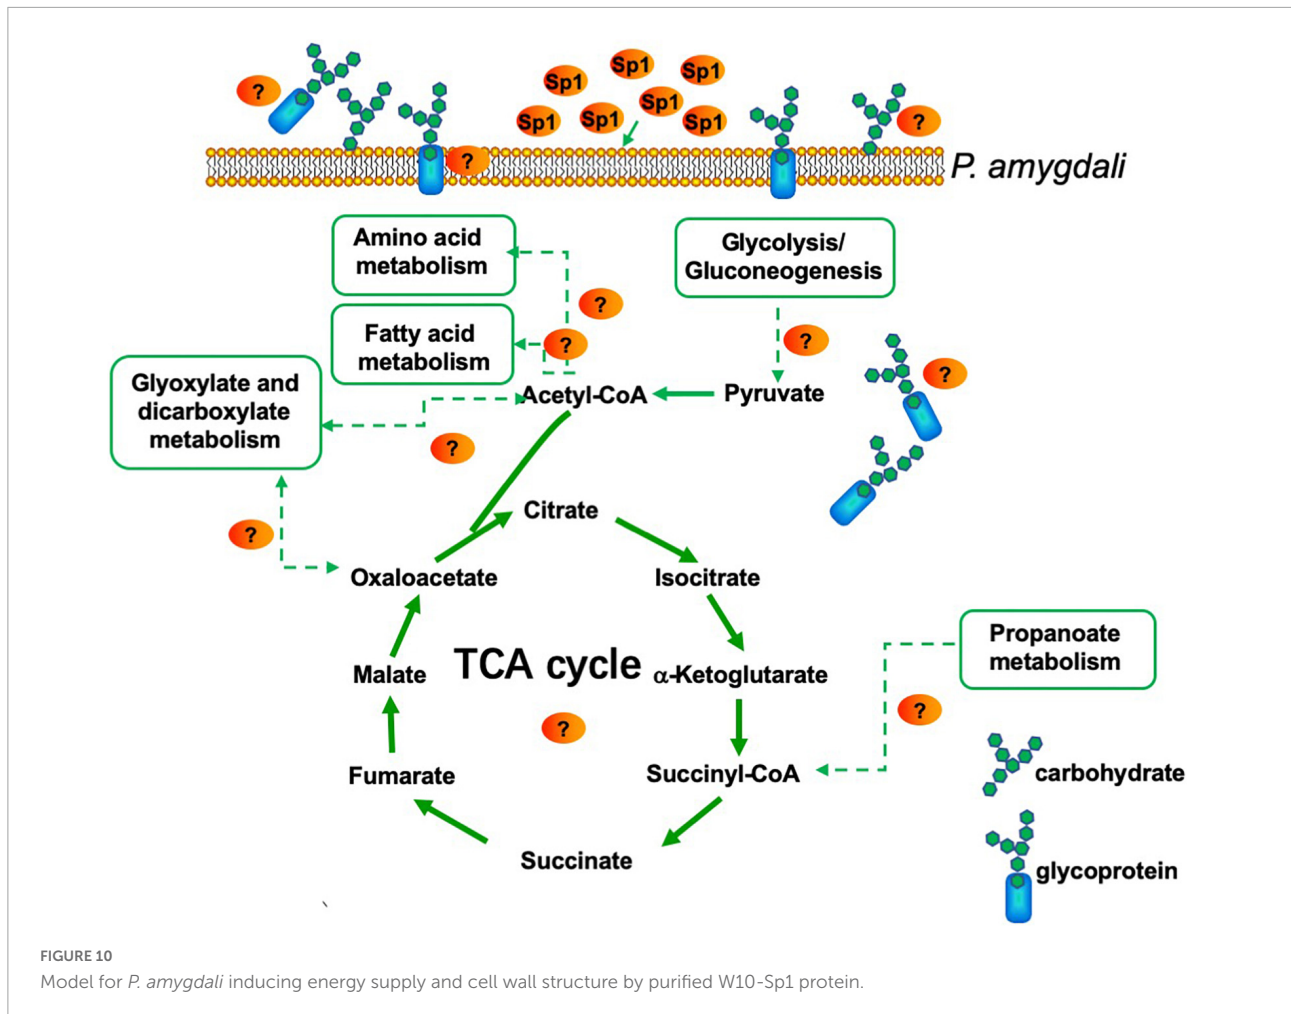 ?
Sp1
Sp1
Sp1
Sp1
Sp1
Sp1
Sp1
?
?
P. amygdali
Amino acid
metabolism
Glycolysis/
Gluconeogenesis
?
Fatty acid
metabolism
?
?
Glyoxylate and
dicarboxylate
metabolism
Acetyl-CoA
Pyruvate
?
?
Citrate
?
Oxaloacetate
Isocitrate
Malate
TCA cycle
α-Ketoglutarate
Propanoate
metabolism
?
?
Fumarate
Succinyl-CoA
carbohydrate
Succinate
glycoprotein
FIGURE 10
Model for P. amygdali inducing energy supply and cell wall structure by purified W10-Sp1 protein.